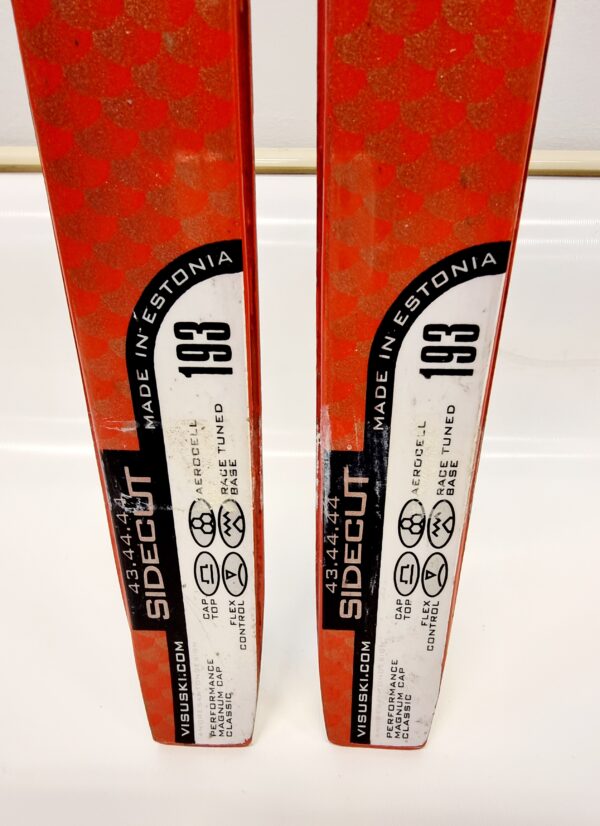 MADE IN ESTONIA
193
AEROCELL
RACE TUNED
BASE
CAP
TOP
FLEX
CONTROL
43.44.44
SIDECUT
VISUSKI.COM
PERFORMANCE
MAGNUM CAP
CLASSIC
MADE IN ESTONIA
193
AEROCELL
RACE TUNED
BASE
CAP
TOP
FLEX
CONTROL
43.44.44
SIDECUT
VISUSKI.COM
PERFORMANCE
MAGNUM CAP
CLASSIC